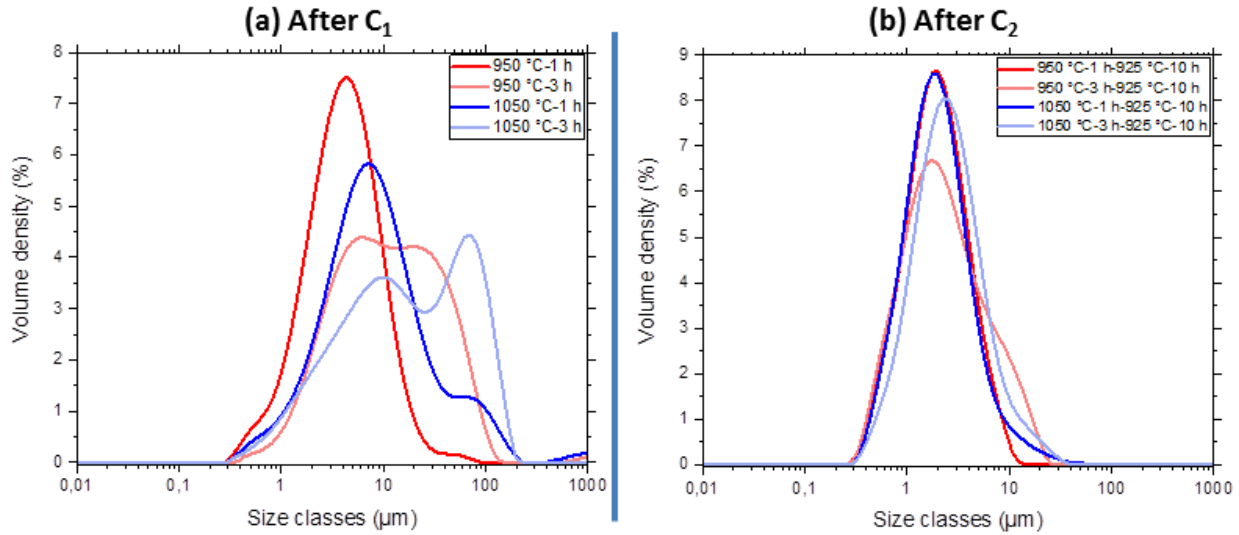 (a) After C₁
8
7
6
5
4
3
2
1
0
Volume density (%)
950 °C-1 h
950 °C-3 h
1050 °C-1 h
1050 °C-3 h
0,01
0,1
1
10
100
1000
Size classes (µm)
(b) After C₂
9
8
7
6
5
4
3
2
1
0
Volume density (%)
950 °C-1 h-925 °C-10 h
950 °C-3 h-925 °C-10 h
1050 °C-1 h-925 °C-10 h
1050 °C-3 h-925 °C-10 h
0,01
0,1
1
10
100
1000
Size classes (µm)